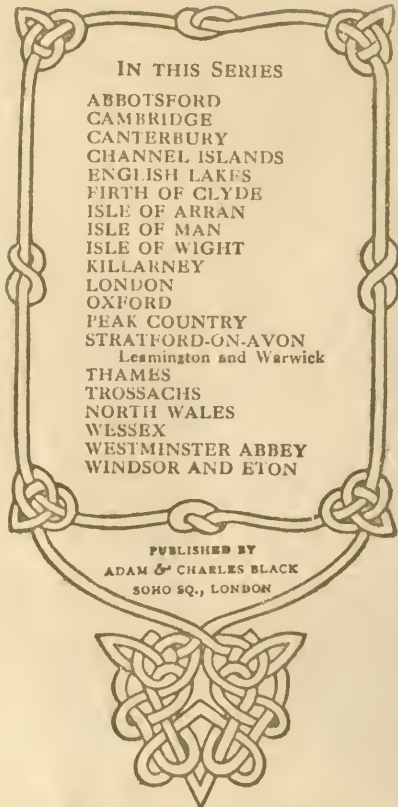 IN THIS SERIES
ABBOTSFORD
CAMBRIDGE
CANTERBURY
CHANNEL ISLANDS
ENGLISH LAKES
FIRTH OF CLYDE
ISLE OF ARRAN
ISLE OF MAN
ISLE OF WIGHT
KILLARNEY
LONDON
OXFORD
PEAK COUNTRY
STRATFORD-ON-AVON
Leamington and Warwick
THAMES
TROSSACHS
NORTH WALES
WESSEX
WESTMINSTER ABBEY
WINDSOR AND ETON
PUBLISHED BY
ADAM & CHARLES BLACK
SOHO SQ., LONDON